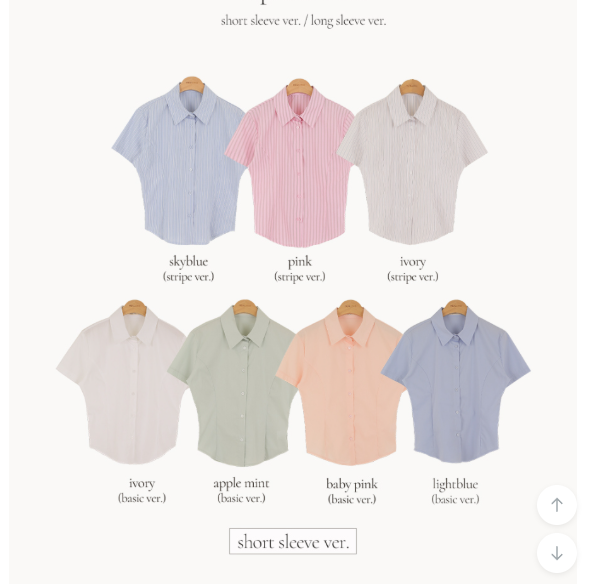 short sleeve ver. / long sleeve ver.
skyblue
(stripe ver.)
pink
(stripe ver.)
ivory
(stripe ver.)
ivory
(basic ver.)
apple mint
(basic ver.)
baby pink
(basic ver.)
lightblue
(basic ver.)
short sleeve ver.